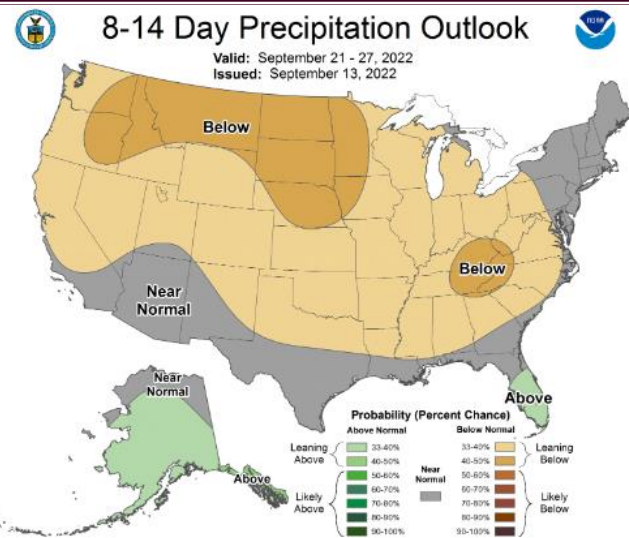 8-14 Day Precipitation Outlook
Valid: September 21 - 27, 2022
Issued: September 13, 2022
NOAA
Below
Below
Near
Normal
Near
Normal
Above
Above
Probability (Percent Chance)
Above Normal
Below Normal
Leaning
Above
33-40%
40-50%
Likely
Above
50-60%
60-70%
70-80%
80-90%
90-100%
Near
Normal
33-40%
40-50%
Leaning
Below
50-60%
60-70%
70-80%
80-90%
90-100%
Likely
Below